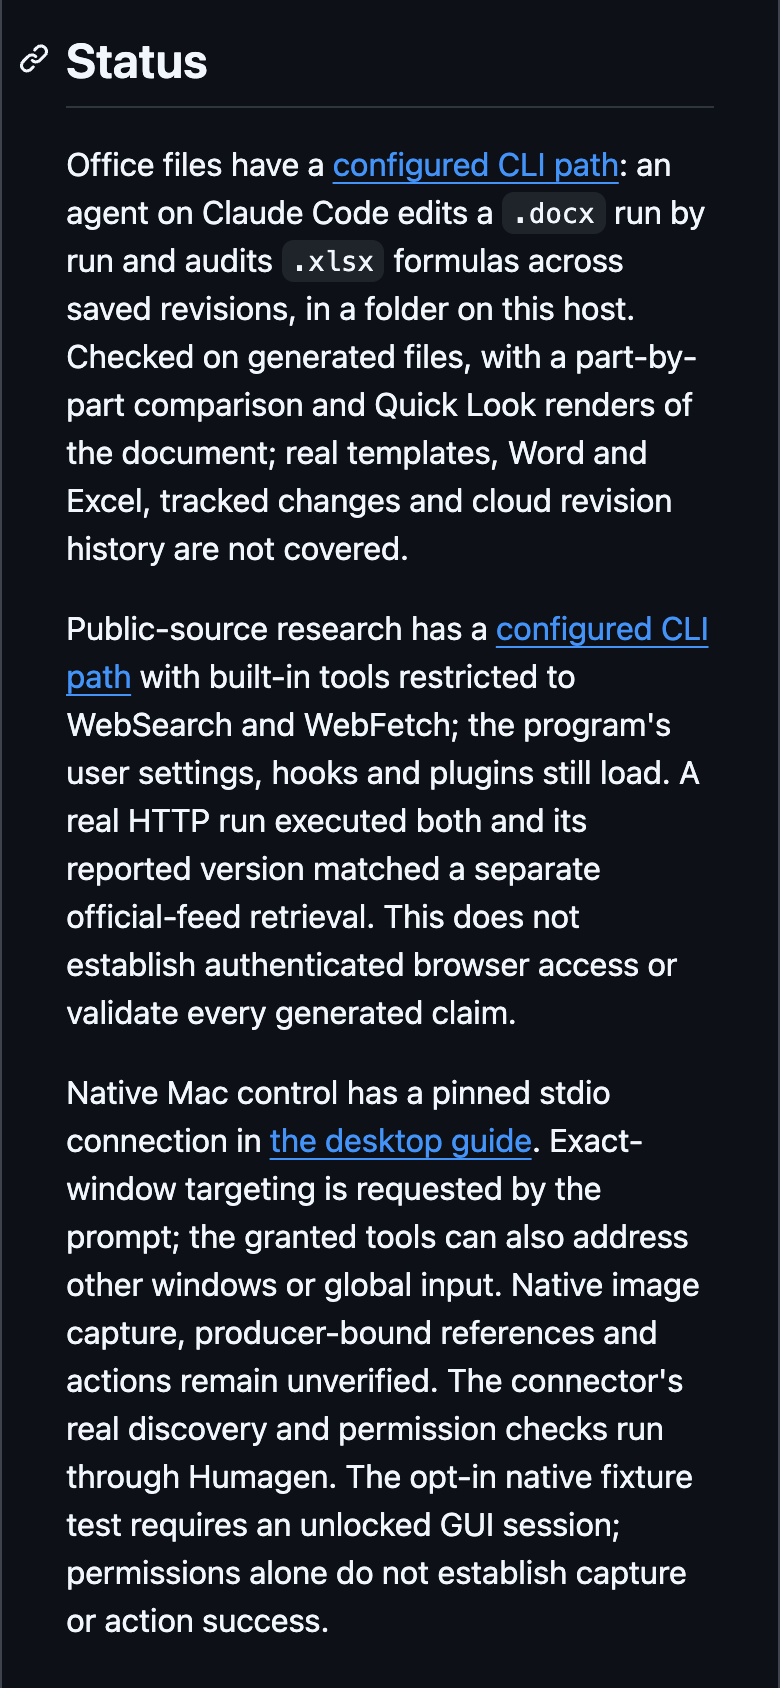 Status
Office files have a configured CLI path: an
agent on Claude Code edits a .docx run by
run and audits .xlsx formulas across
saved revisions, in a folder on this host.
Checked on generated files, with a part-by-
part comparison and Quick Look renders of
the document; real templates, Word and
Excel, tracked changes and cloud revision
history are not covered.
Public-source research has a configured CLI
path with built-in tools restricted to
WebSearch and WebFetch; the program's
user settings, hooks and plugins still load. A
real HTTP run executed both and its
reported version matched a separate
official-feed retrieval. This does not
establish authenticated browser access or
validate every generated claim.
Native Mac control has a pinned stdio
connection in the desktop guide. Exact-
window targeting is requested by the
prompt; the granted tools can also address
other windows or global input. Native image
capture, producer-bound references and
actions remain unverified. The connector's
real discovery and permission checks run
through Humagen. The opt-in native fixture
test requires an unlocked GUI session;
permissions alone do not establish capture
or action success.